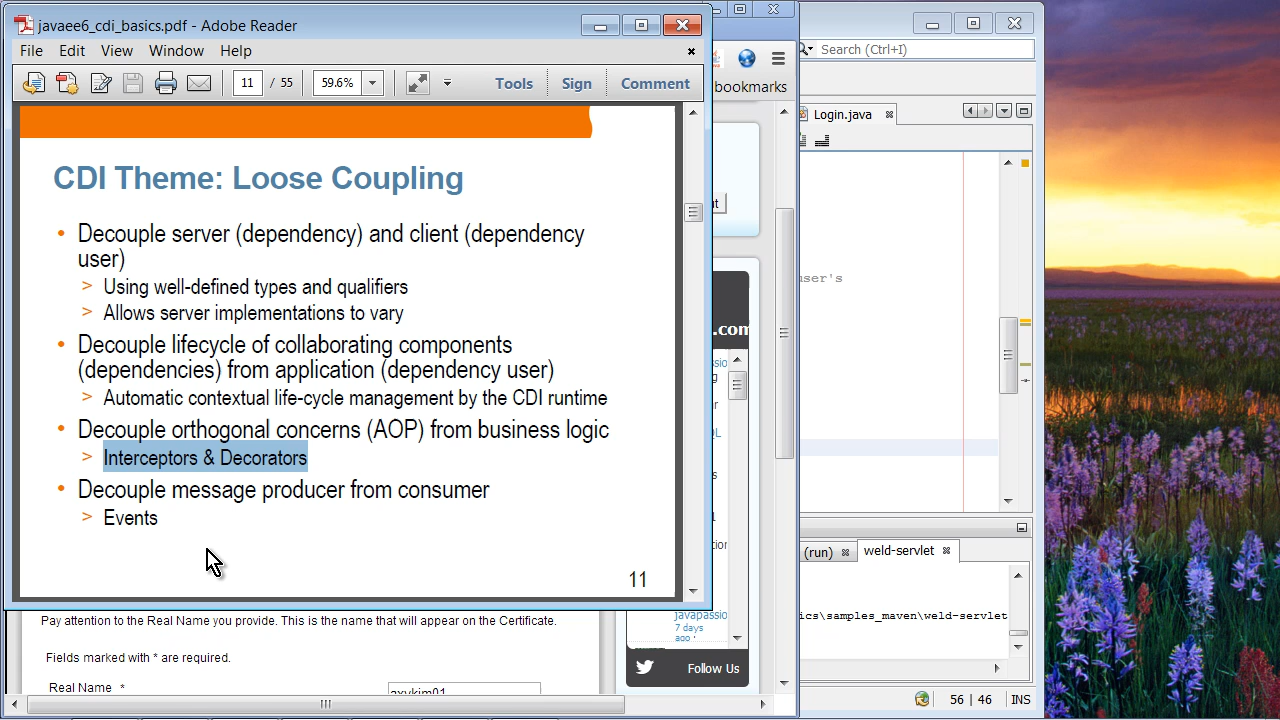 javaee6_cdi_basics.pdf - Adobe Reader
File Edit View Window Help
11 / 55 59.6% Tools Sign Comment
CDI Theme: Loose Coupling
• Decouple server (dependency) and client (dependency
user)
> Using well-defined types and qualifiers
> Allows server implementations to vary
• Decouple lifecycle of collaborating components
(dependencies) from application (dependency user)
> Automatic contextual life-cycle management by the CDI runtime
• Decouple orthogonal concerns (AOP) from business logic
> Interceptors & Decorators
• Decouple message producer from consumer
> Events
11
Pay attention to the Real Name you provide. This is the name that will appear on the Certificate.
Fields marked with * are required.
Real Name *
bookmarks
.com
javapassio
7 days
ago
Follow Us
Search (Ctrl+I)
Login.java
user's
(run) weld-servlet
ics\samples_maven\weld-servlet
56 | 46 INS